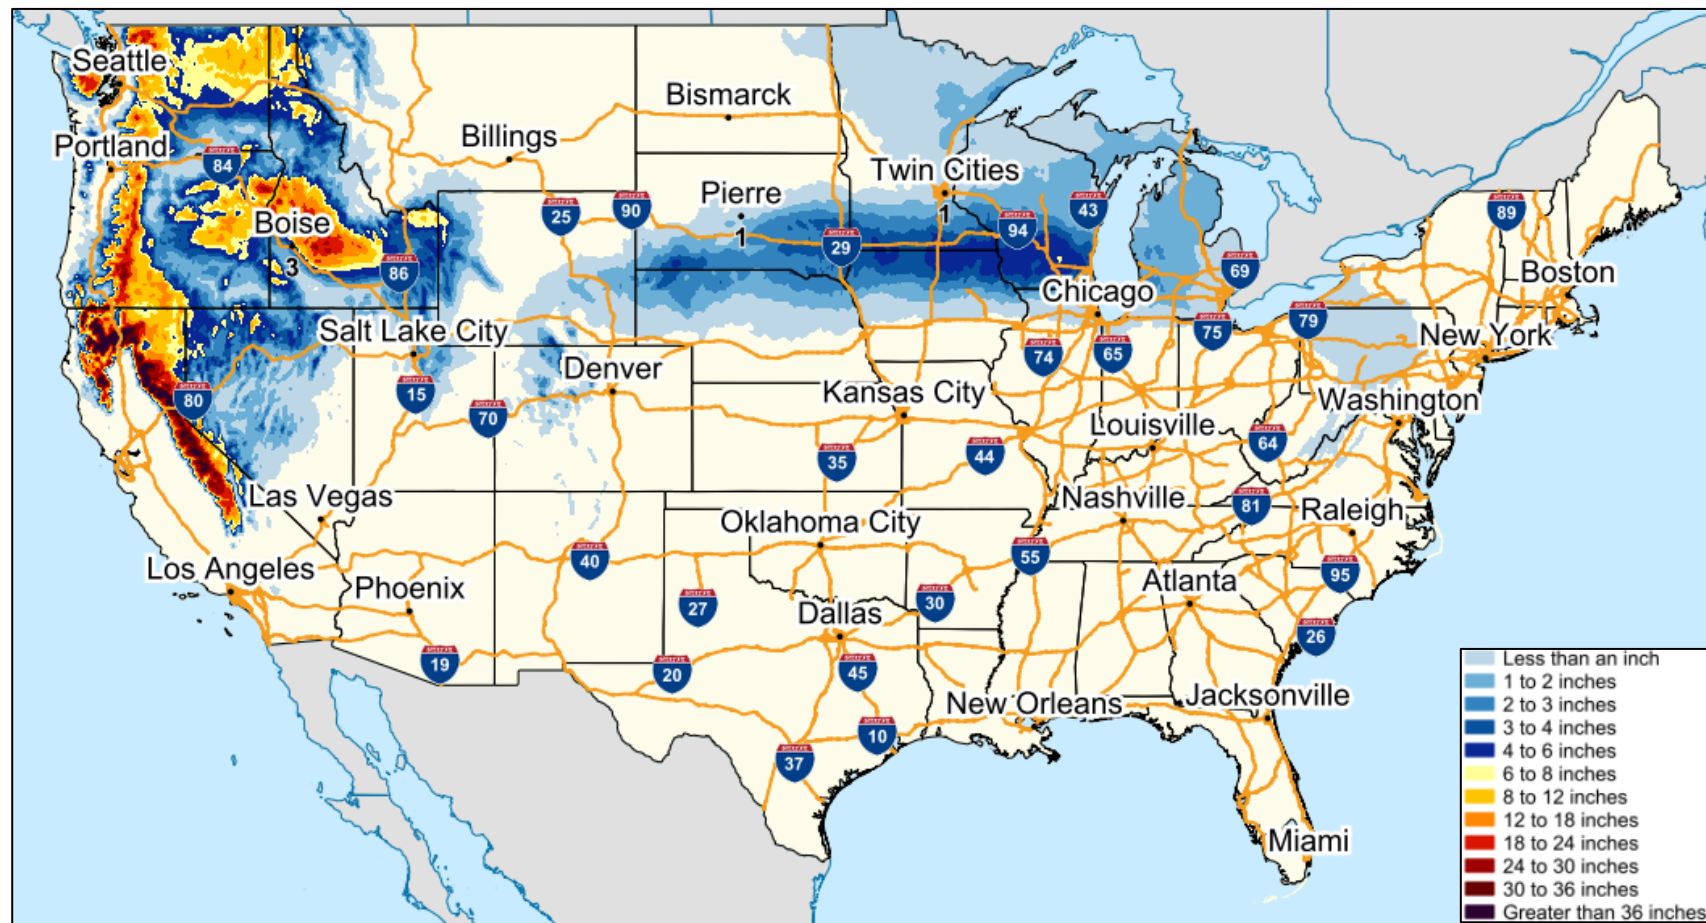 Seattle
Bismarck
Billings
Portland
84
Twin Cities
Pierre
1
25
90
43
89
Boise
1
94
29
3
86
69
Boston
Chicago
Salt Lake City
79
New York
75
74
65
Denver
80
15
70
Kansas City
Washington
Louisville
64
35
44
Las Vegas
Nashville
81
Raleigh
Oklahoma City
40
55
Los Angeles
Phoenix
Atlanta
95
27
30
Dallas
26
19
20
45
New Orleans
Jacksonville
10
37
Miami
Less than an inch
1 to 2 inches
2 to 3 inches
3 to 4 inches
4 to 6 inches
6 to 8 inches
8 to 12 inches
12 to 18 inches
18 to 24 inches
24 to 30 inches
30 to 36 inches
Greater than 36 inches